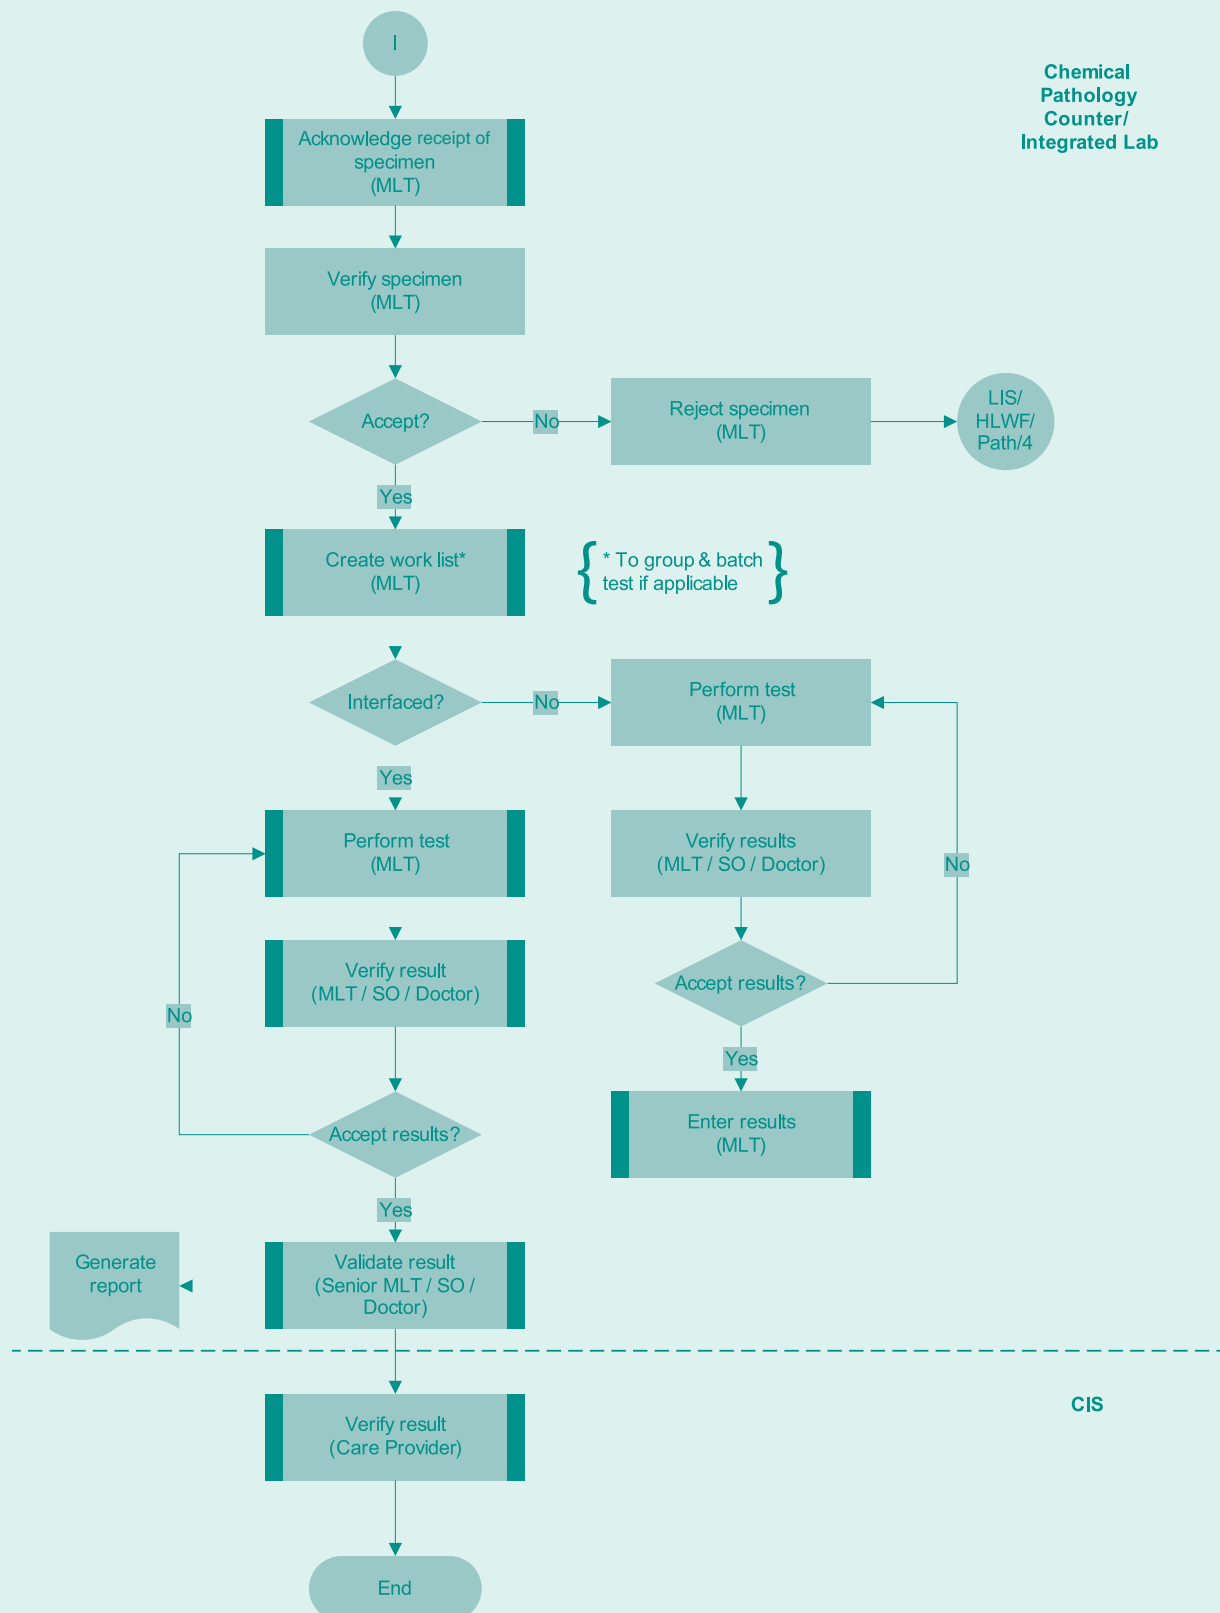 I
Chemical
Pathology
Counter/
Integrated Lab
Acknowledge receipt of
specimen
(MLT)
Verify specimen
(MLT)
Accept?
No
Reject specimen
(MLT)
LIS/
HLWF/
Path/4
Yes
Create work list*
(MLT)
* To group & batch
test if applicable
Interfaced?
No
Perform test
(MLT)
Yes
Perform test
(MLT)
Verify results
(MLT / SO / Doctor)
No
Verify result
(MLT / SO / Doctor)
Accept results?
No
Yes
Enter results
(MLT)
Accept results?
Yes
Generate
report
Validate result
(Senior MLT / SO /
Doctor)
CIS
Verify result
(Care Provider)
End